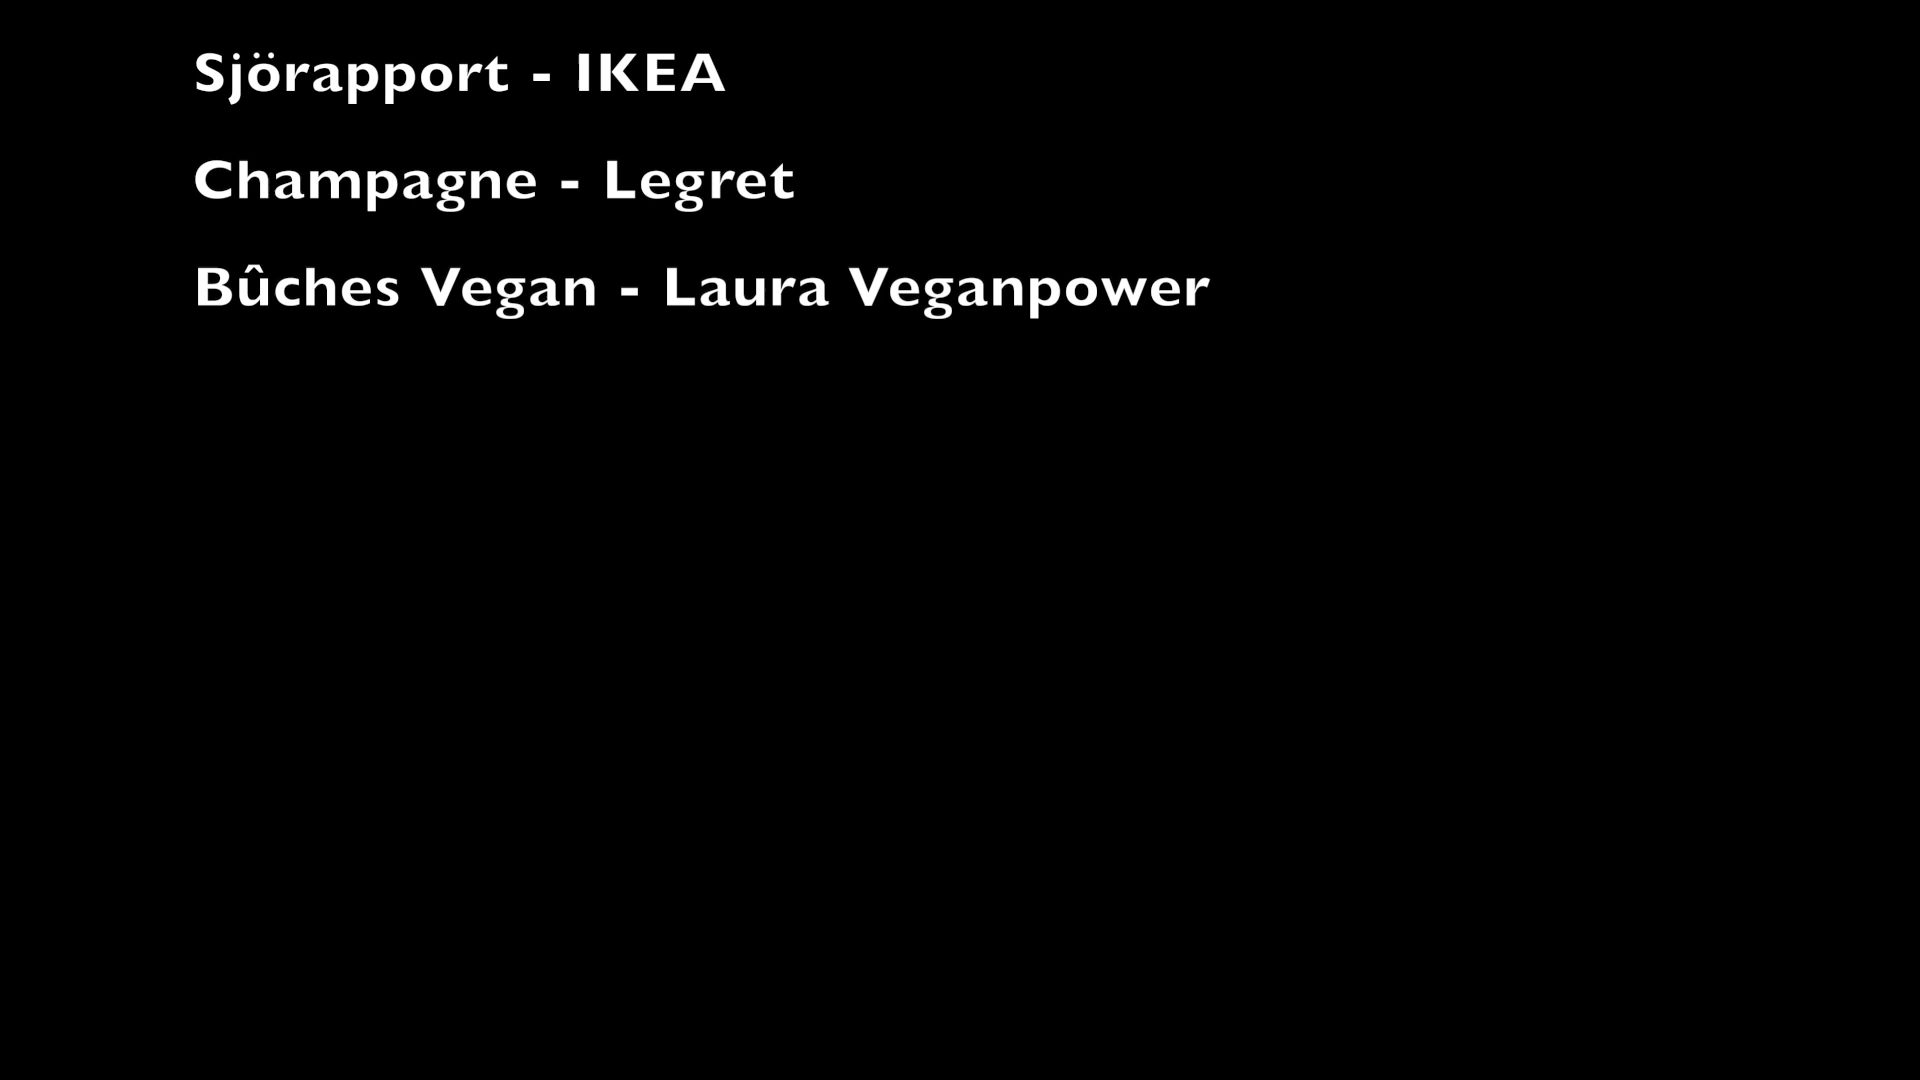 Sjörapport - IKEA
Champagne - Legret
Bûches Vegan - Laura Veganpower